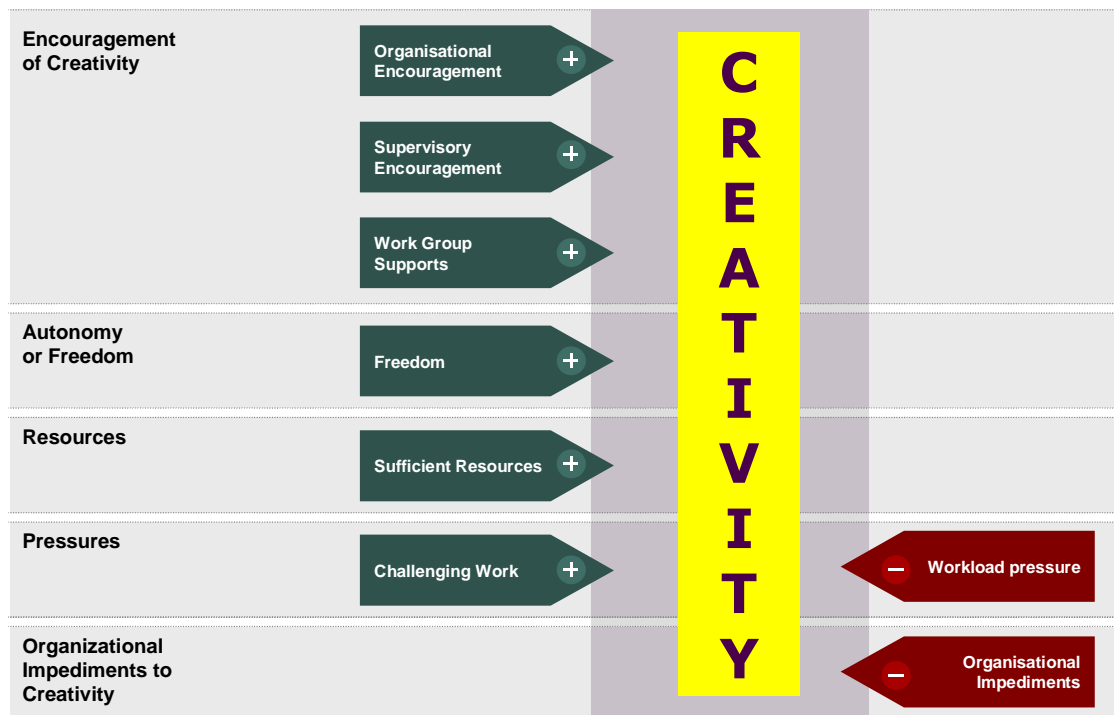 Encouragement
of Creativity
Organisational
Encouragement
+
Supervisory
Encouragement
+
Work Group
Supports
+
Autonomy
or Freedom
Freedom
+
Resources
Sufficient Resources
+
Pressures
Challenging Work
+
Workload pressure
−
Organizational
Impediments to
Creativity
Organisational
Impediments
−
C
R
E
A
T
I
V
I
T
Y